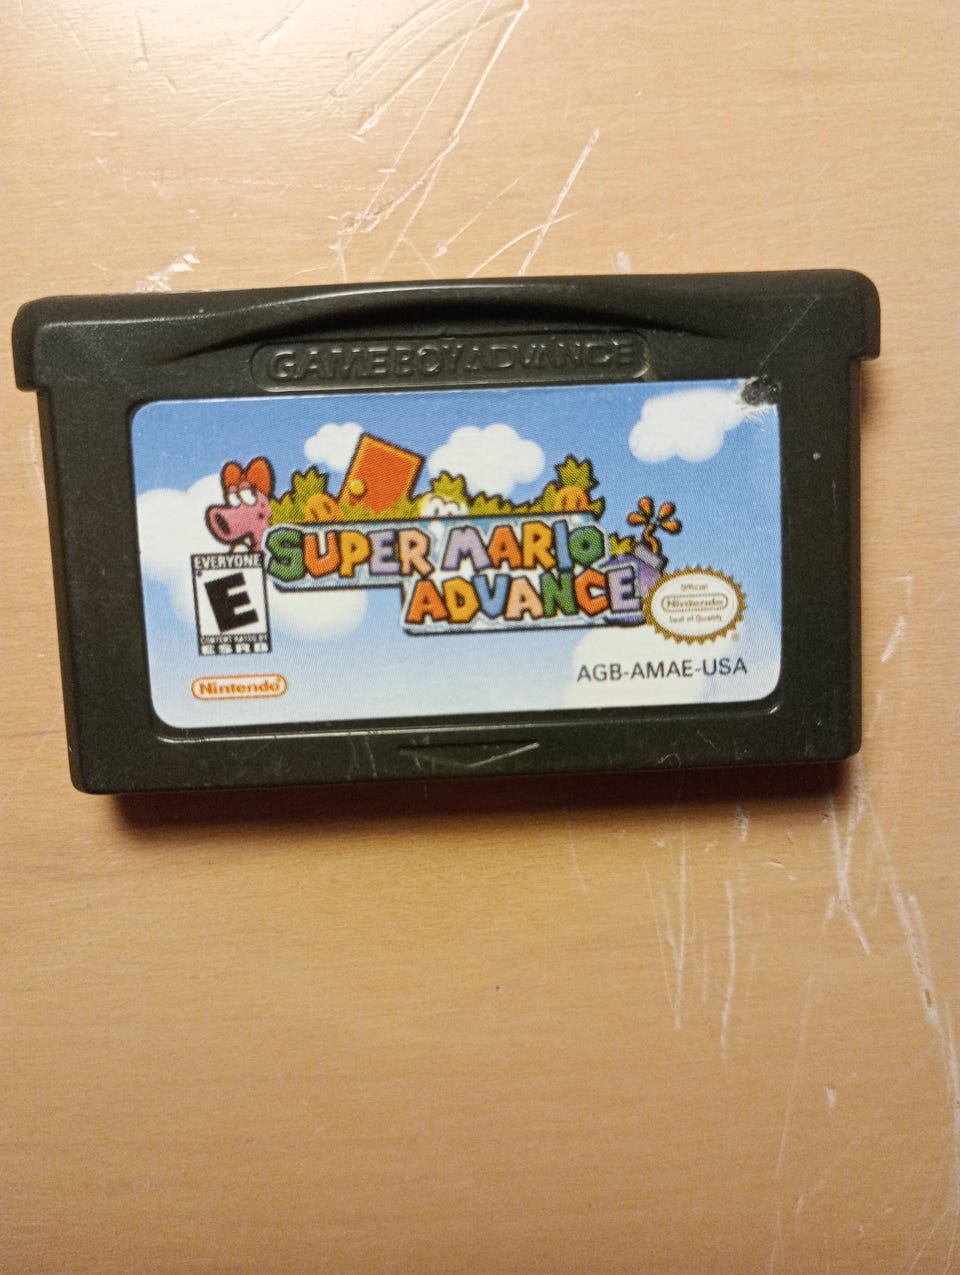 GAME BOY ADVANCE
SUPER MARIO
ADVANCE
EVERYONE
E
CONTENT RATED BY
ESRB
Official
Nintendo
Seal of Quality
®
Nintendo
AGB-AMAE-USA